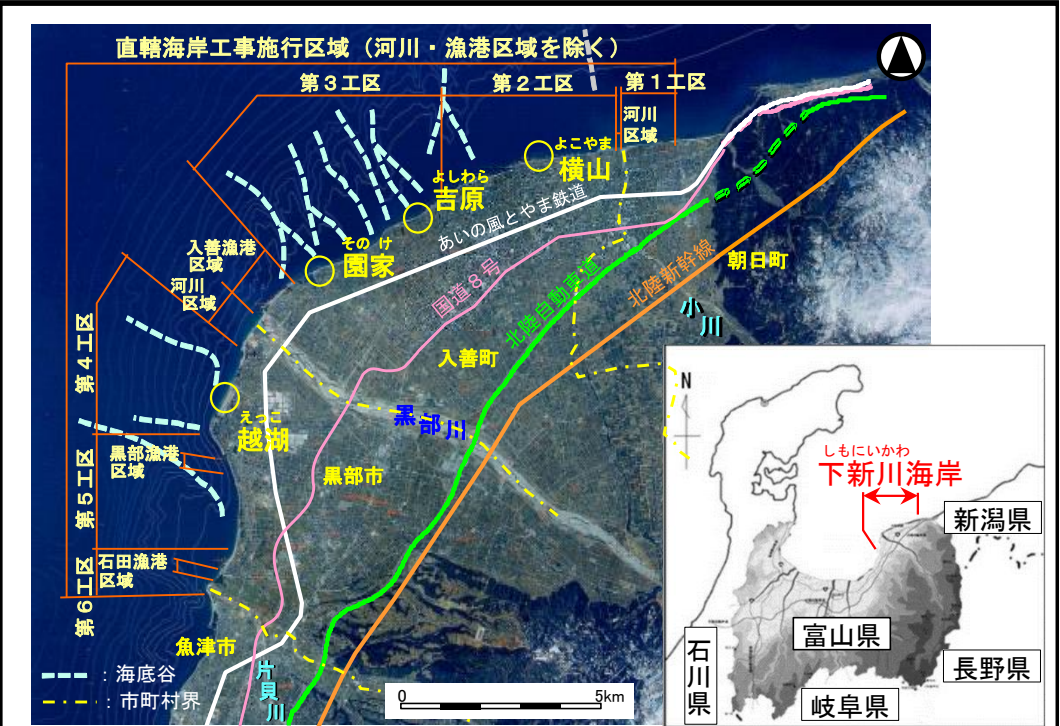 直轄海岸工事施行区域（河川・漁港区域を除く）
第３工区
第２工区
第１工区
河川
区域
よこやま
横山
よしわら
吉原
あいの風とやま鉄道
その け
園家
入善漁港
区域
河川
区域
国道８号
北陸自動車道
北陸新幹線
朝日町
小川
入善町
第４工区
えっこ
越湖
黒部川
黒部市
黒部漁港
区域
第５工区
石田漁港
区域
第６工区
魚津市
片貝川
：海底谷
：市町村界
0
5km
N
しもにいかわ
下新川海岸
新潟県
富山県
石川県
長野県
岐阜県